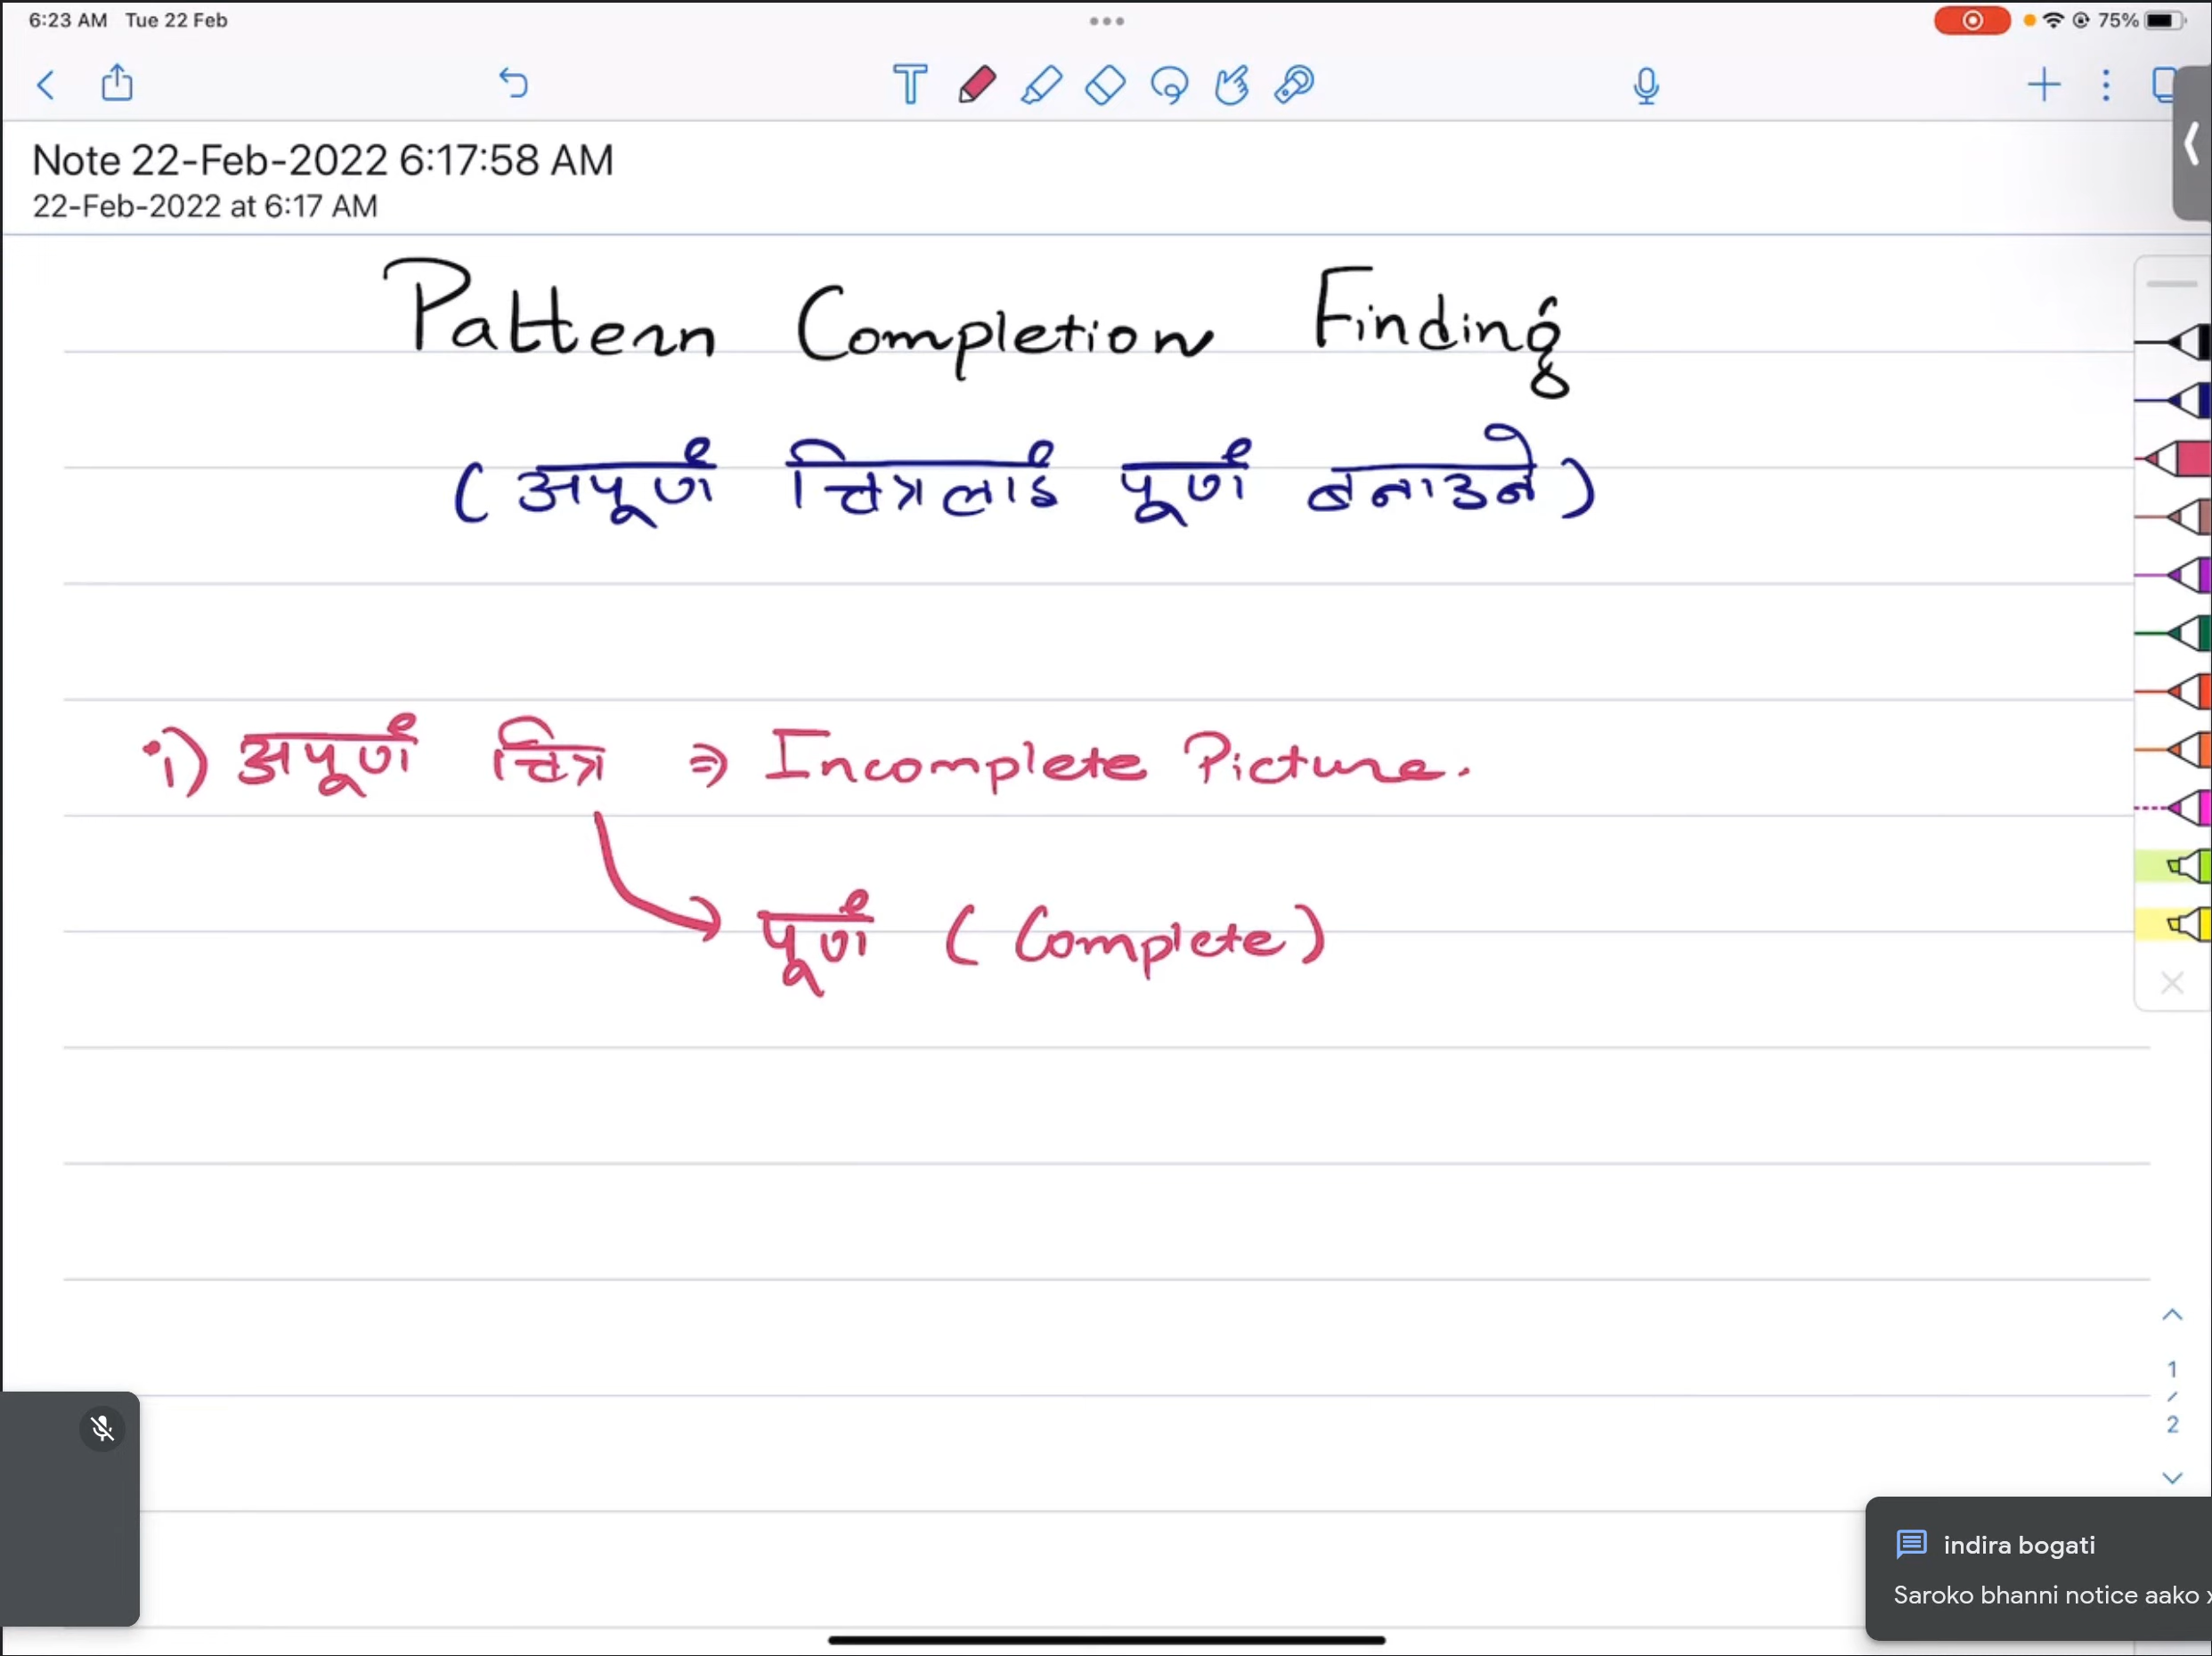 6:23 AM Tue 22 Feb
75%
Note 22-Feb-2022 6:17:58 AM
22-Feb-2022 at 6:17 AM
Pattern Completion Finding
(अपूर्ण चित्रलाई पूर्ण बनाउने)
i) अपूर्ण चित्र ⇒ Incomplete Picture.
पूर्ण (Complete)
1
/
2
indira bogati
Saroko bhanni notice aako